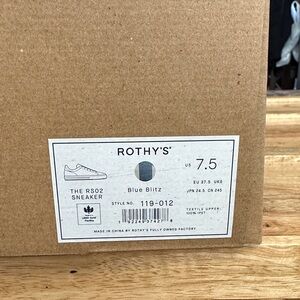 ROTHY'S
US 7.5
EU 37.5 UK5
JPN 24.5 CN 245
THE RS02
SNEAKER
Blue Blitz
STYLE NO. 119-012
TEXTILE UPPER:
100% PET
MADE IN CHINA BY ROTHY'S FULLY OWNED FACTORY